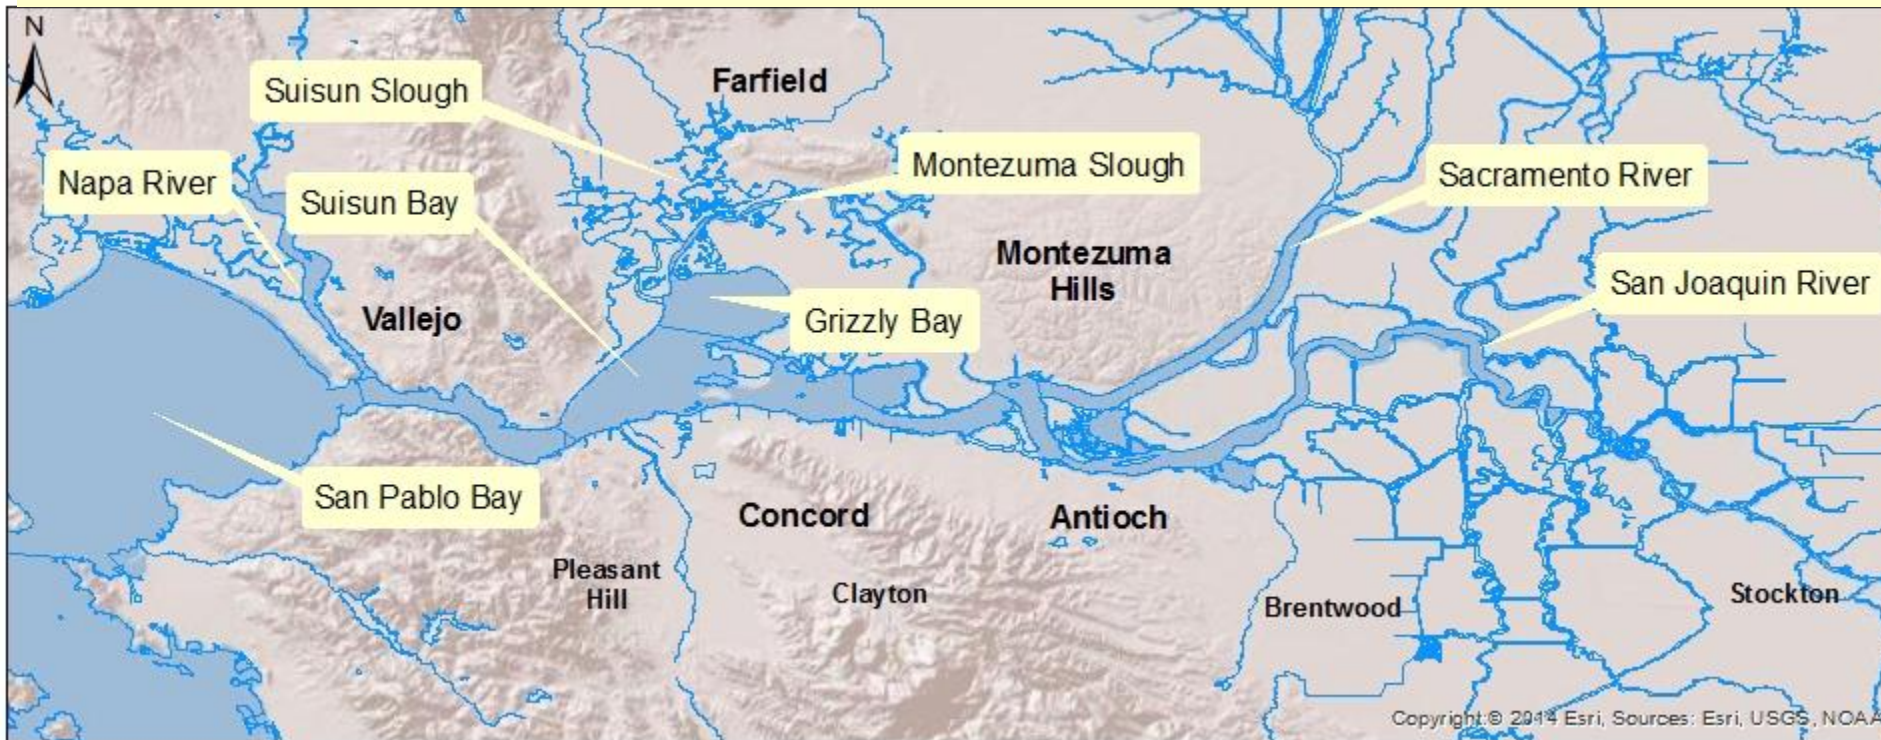 N
Farfield
Suisun Slough
Montezuma Slough
Napa River
Sacramento River
Suisun Bay
Montezuma
Hills
San Joaquin River
Vallejo
Grizzly Bay
San Pablo Bay
Concord
Antioch
Pleasant
Hill
Clayton
Brentwood
Stockton
Copyright:© 2014 Esri, Sources: Esri, USGS, NOAA